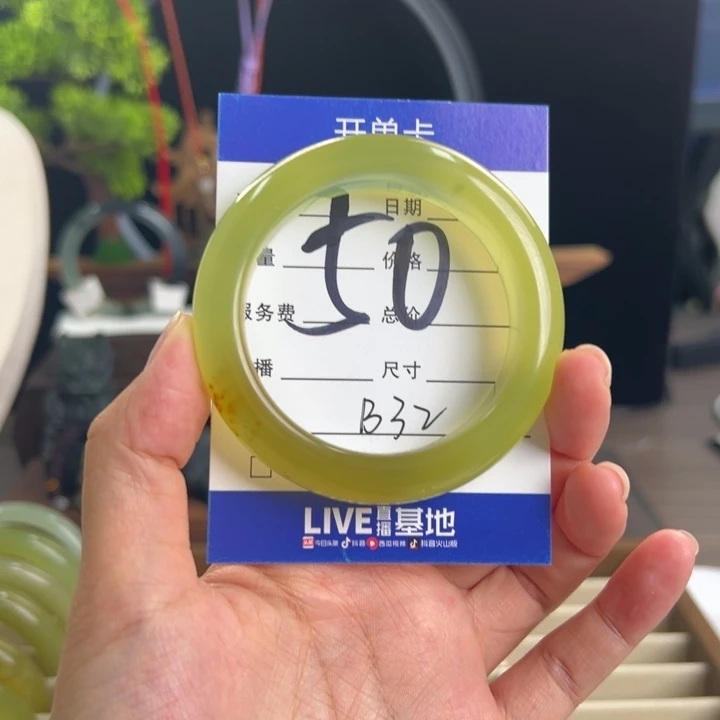 开单卡
日期
量 价格
50
服务费 总价
播 尺寸
B32
LIVE直播基地
今日头条 抖音 西瓜视频 抖音火山版